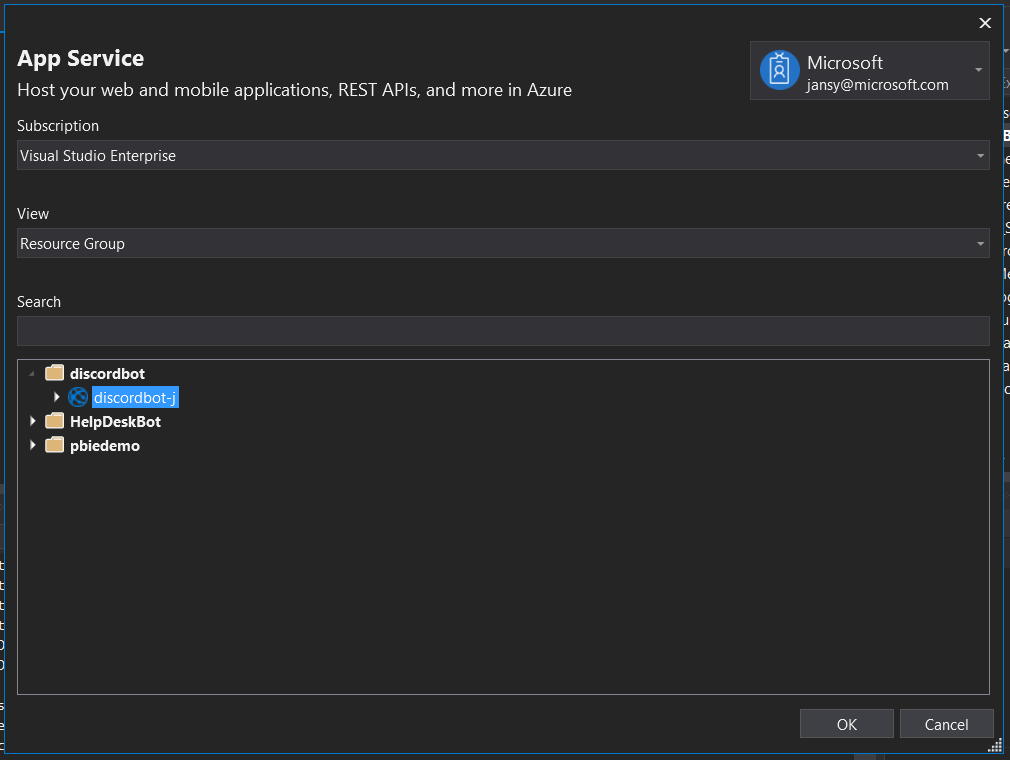 App Service
Host your web and mobile applications, REST APIs, and more in Azure
Microsoft
jansy@microsoft.com
Subscription
Visual Studio Enterprise
View
Resource Group
Search
discordbot
discordbot-j
HelpDeskBot
pbiedemo
OK
Cancel